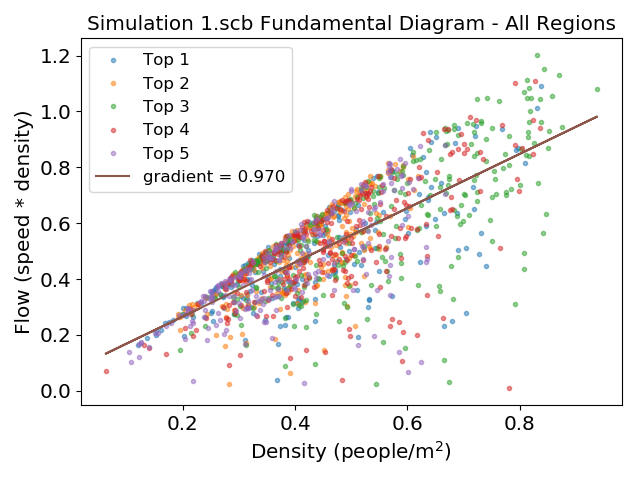 Simulation 1.scb Fundamental Diagram - All Regions
Top 1
Top 2
Top 3
Top 4
Top 5
gradient = 0.970
Flow (speed * density)
1.2
1.0
0.8
0.6
0.4
0.2
0.0
0.2 0.4 0.6 0.8
Density (people/m²)